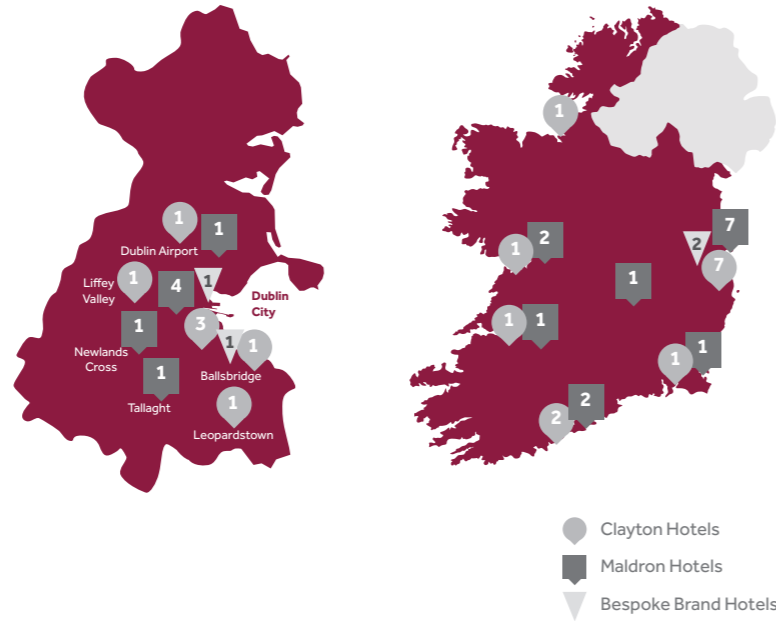 1
1
Dublin Airport
Liffey
Valley
1
4
1
Dublin
City
1
3
1
1
Newlands
Cross
Ballsbridge
1
Tallaght
1
Leopardstown
1
1
2
7
2
7
1
1
1
1
1
2
2
Clayton Hotels
Maldron Hotels
Bespoke Brand Hotels